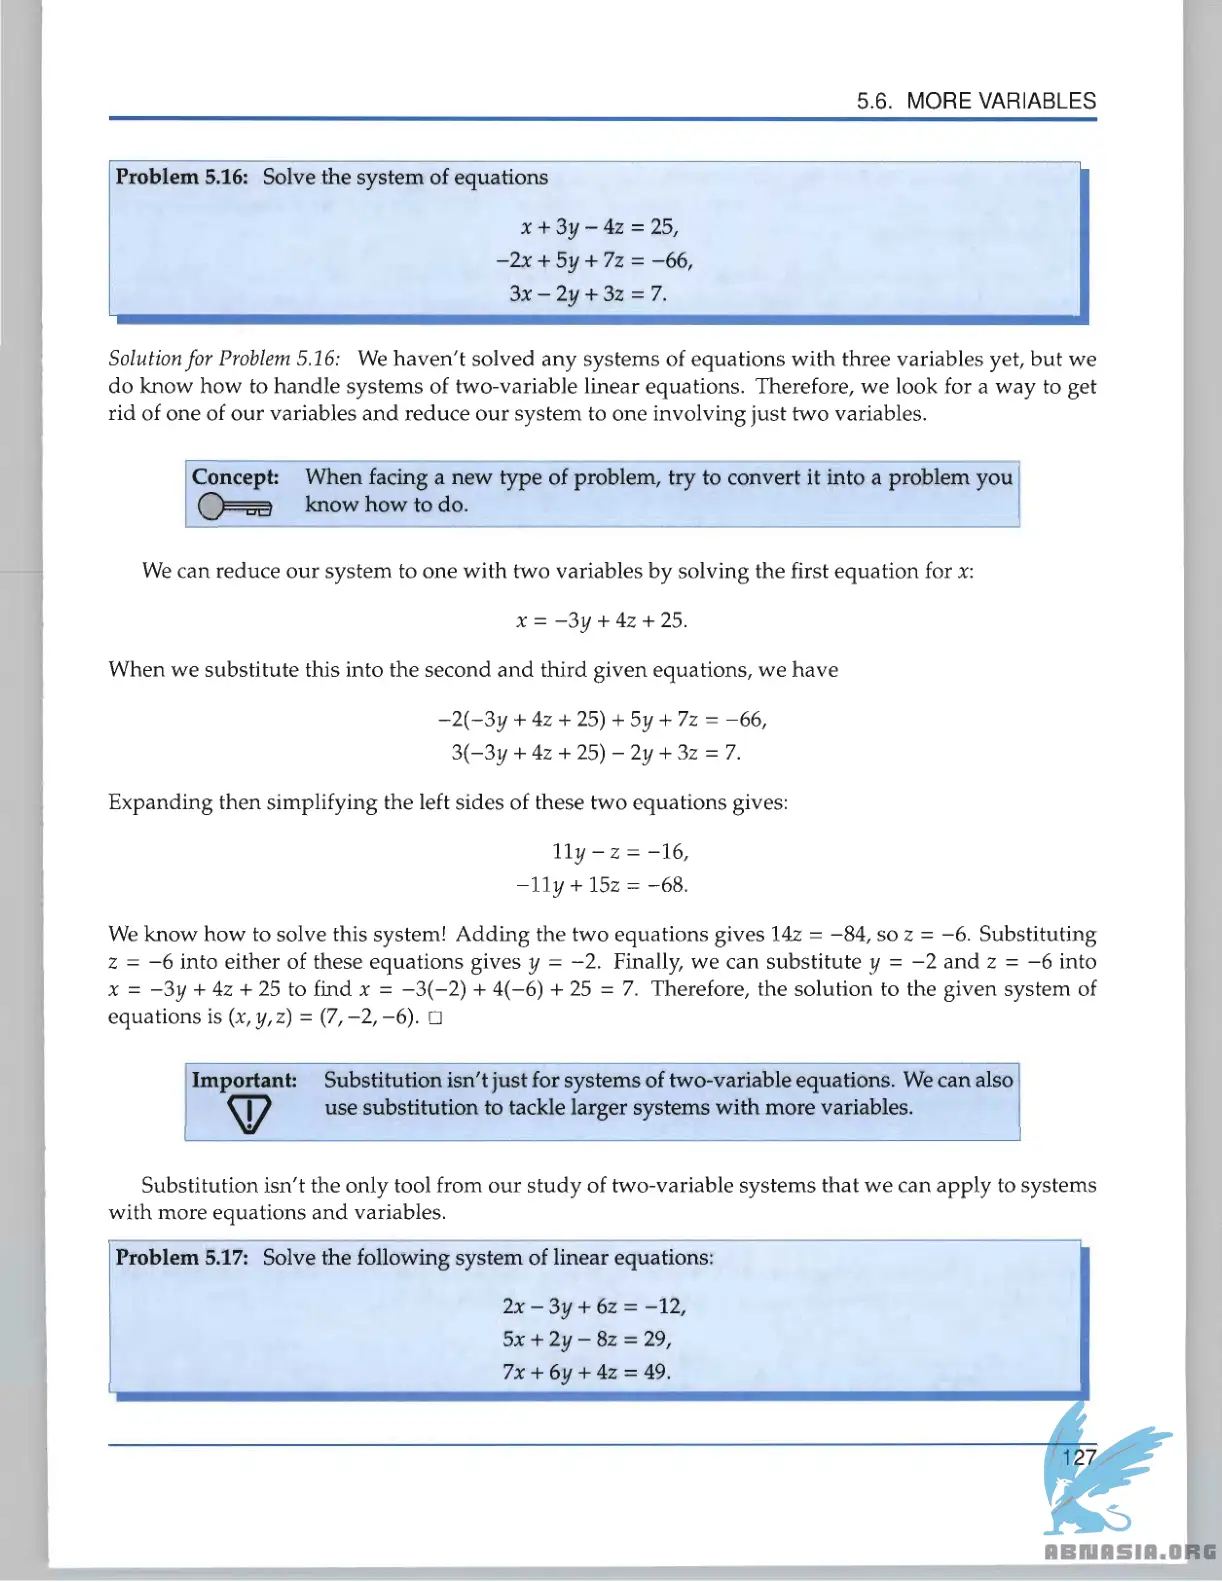 5.6. MORE VARIABLES
Problem 5.16: Solve the system of equations
x + 3y − 4z = 25,
−2x + 5y + 7z = −66,
3x − 2y + 3z = 7.
Solution for Problem 5.16: We haven't solved any systems of equations with three variables yet, but we
do know how to handle systems of two-variable linear equations. Therefore, we look for a way to get
rid of one of our variables and reduce our system to one involving just two variables.
Concept: When facing a new type of problem, try to convert it into a problem you
know how to do.
We can reduce our system to one with two variables by solving the first equation for x:
x = −3y + 4z + 25.
When we substitute this into the second and third given equations, we have
−2(−3y + 4z + 25) + 5y + 7z = −66,
3(−3y + 4z + 25) − 2y + 3z = 7.
Expanding then simplifying the left sides of these two equations gives:
11y − z = −16,
−11y + 15z = −68.
We know how to solve this system! Adding the two equations gives 14z = −84, so z = −6. Substituting
z = −6 into either of these equations gives y = −2. Finally, we can substitute y = −2 and z = −6 into
x = −3y + 4z + 25 to find x = −3(−2) + 4(−6) + 25 = 7. Therefore, the solution to the given system of
equations is (x, y, z) = (7, −2, −6). □
Important: Substitution isn't just for systems of two-variable equations. We can also
use substitution to tackle larger systems with more variables.
Substitution isn't the only tool from our study of two-variable systems that we can apply to systems
with more equations and variables.
Problem 5.17: Solve the following system of linear equations:
2x − 3y + 6z = −12,
5x + 2y − 8z = 29,
7x + 6y + 4z = 49.
127
ABNASIA.ORG